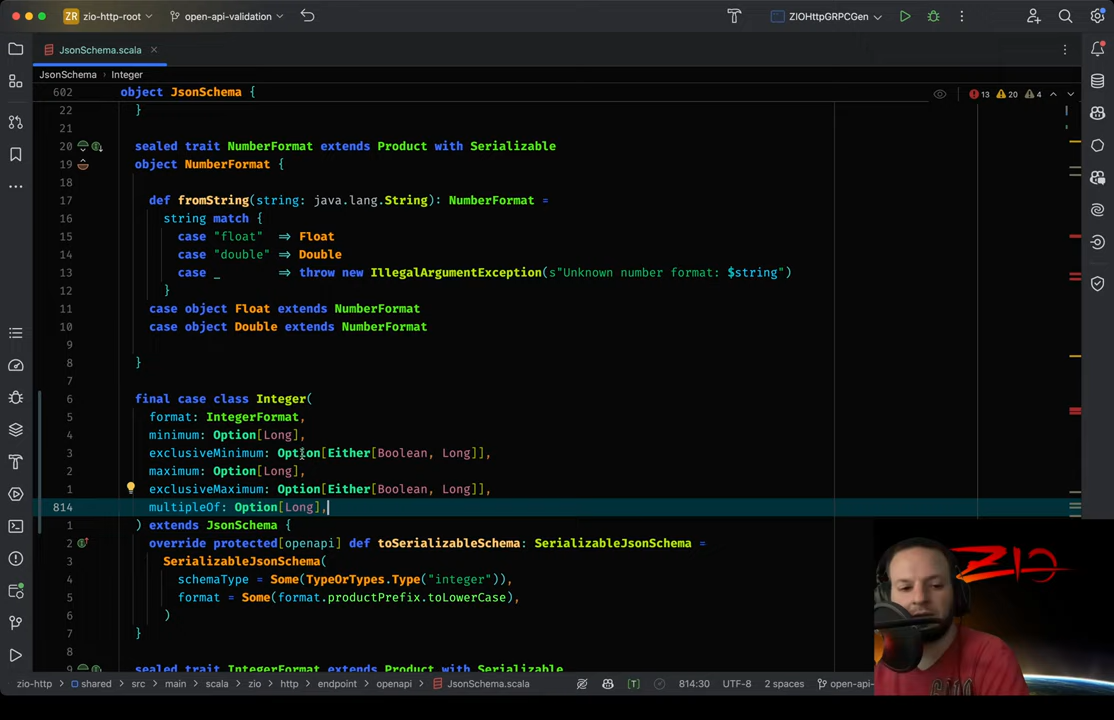 ZR zio-http-root open-api-validation ZIOHttpGRPCGen
JsonSchema.scala
JsonSchema Integer
602 object JsonSchema { 13 20 4
22 }
21
20 sealed trait NumberFormat extends Product with Serializable
19 object NumberFormat {
18
17 def fromString(string: java.lang.String): NumberFormat =
16 string match {
15 case "float" => Float
14 case "double" => Double
13 case _ => throw new IllegalArgumentException(s"Unknown number format: $string")
12 }
11 case object Float extends NumberFormat
10 case object Double extends NumberFormat
9
8 }
7
6 final case class Integer(
5 format: IntegerFormat,
4 minimum: Option[Long],
3 exclusiveMinimum: Option[Either[Boolean, Long]],
2 maximum: Option[Long],
1 exclusiveMaximum: Option[Either[Boolean, Long]],
814 multipleOf: Option[Long],
1 ) extends JsonSchema {
2 override protected[openapi] def toSerializableSchema: SerializableJsonSchema =
3 SerializableJsonSchema(
4 schemaType = Some(TypeOrTypes.Type("integer")),
5 format = Some(format.productPrefix.toLowerCase),
6 )
7 }
8
9 sealed trait IntegerFormat extends Product with Serializable
zio-http shared src main scala zio http endpoint openapi JsonSchema.scala 814:30 UTF-8 2 spaces open-api-
ZIO